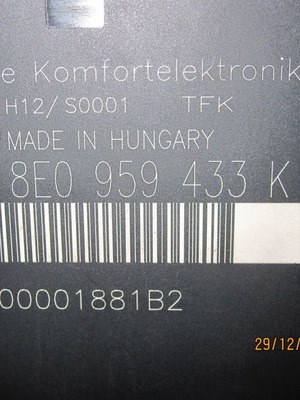 e Komfortelektronik
H12/S0001 TFK
MADE IN HUNGARY
8E0 959 433 K
00001881B2
29/12/